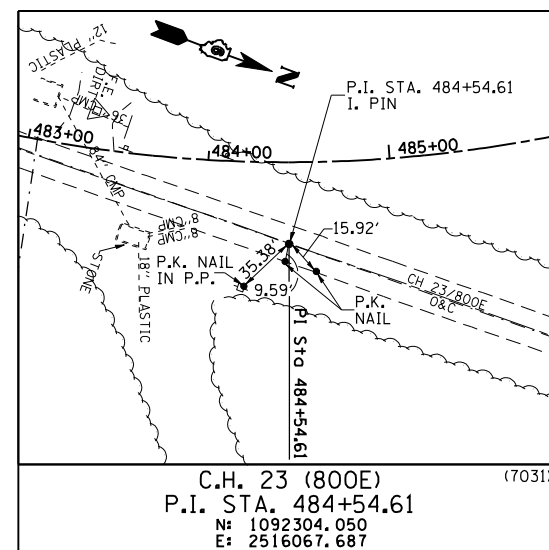 12" PLASTIC
F.E.
DIRT
36" CMP
N
P.I. STA. 484+54.61
I. PIN
483+00
484+00
485+00
84' CMP
8" CMP
8" CMP
STONE
18" PLASTIC
P.K. NAIL
IN P.P.
35.38'
9.59'
15.92'
P.K.
NAIL
CH 23/800E
O&C
PI Sta 484+54.61
C.H. 23 (800E)
P.I. STA. 484+54.61
N: 1092304.050
E: 2516067.687